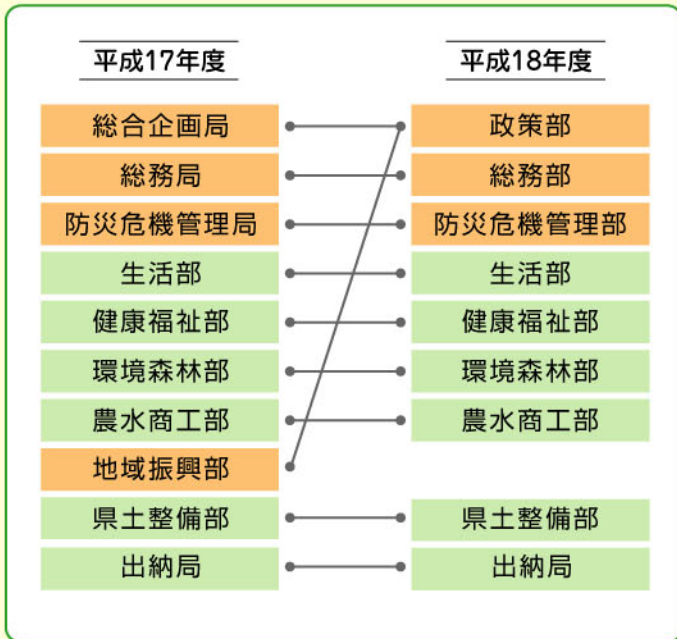 平成17年度
平成18年度
総合企画局
政策部
総務局
総務部
防災危機管理局
防災危機管理部
生活部
生活部
健康福祉部
健康福祉部
環境森林部
環境森林部
農水商工部
農水商工部
地域振興部
県土整備部
県土整備部
出納局
出納局